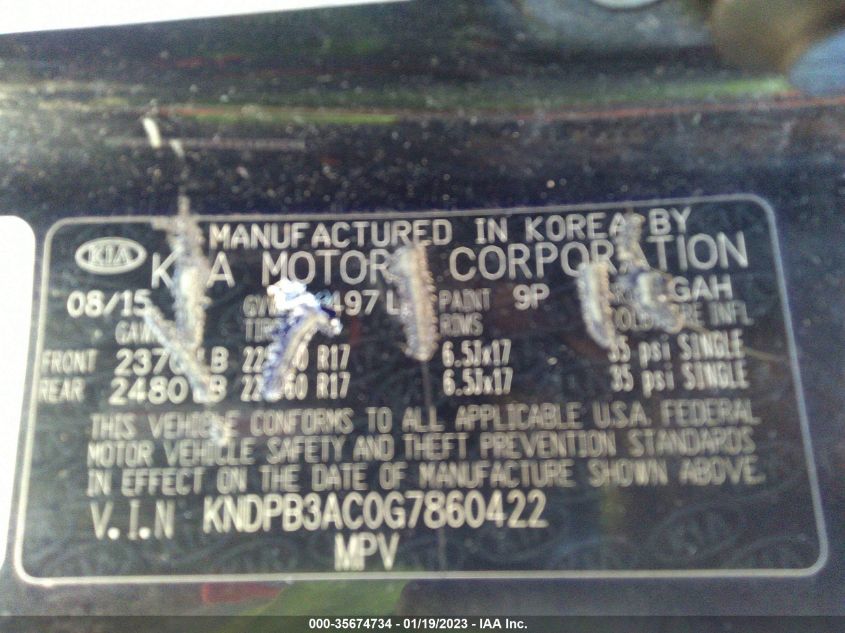 MANUFACTURED IN KOREA BY
KIA
KIA MOTORS CORPORATION
08/15 497 PAINT 9P GAH
FRONT LB R17 6.5Jx17 35 psi SINGLE
REAR 2480 LB R17 6.5Jx17 35 psi SINGLE
THIS VEHICLE CONFORMS TO ALL APPLICABLE U.S.A. FEDERAL
MOTOR VEHICLE SAFETY AND THEFT PREVENTION STANDARDS
IN EFFECT ON THE DATE OF MANUFACTURE SHOWN ABOVE.
V.I.N KNDPB3AC0G7860422
MPV
000-35674734 - 01/19/2023 - IAA Inc.